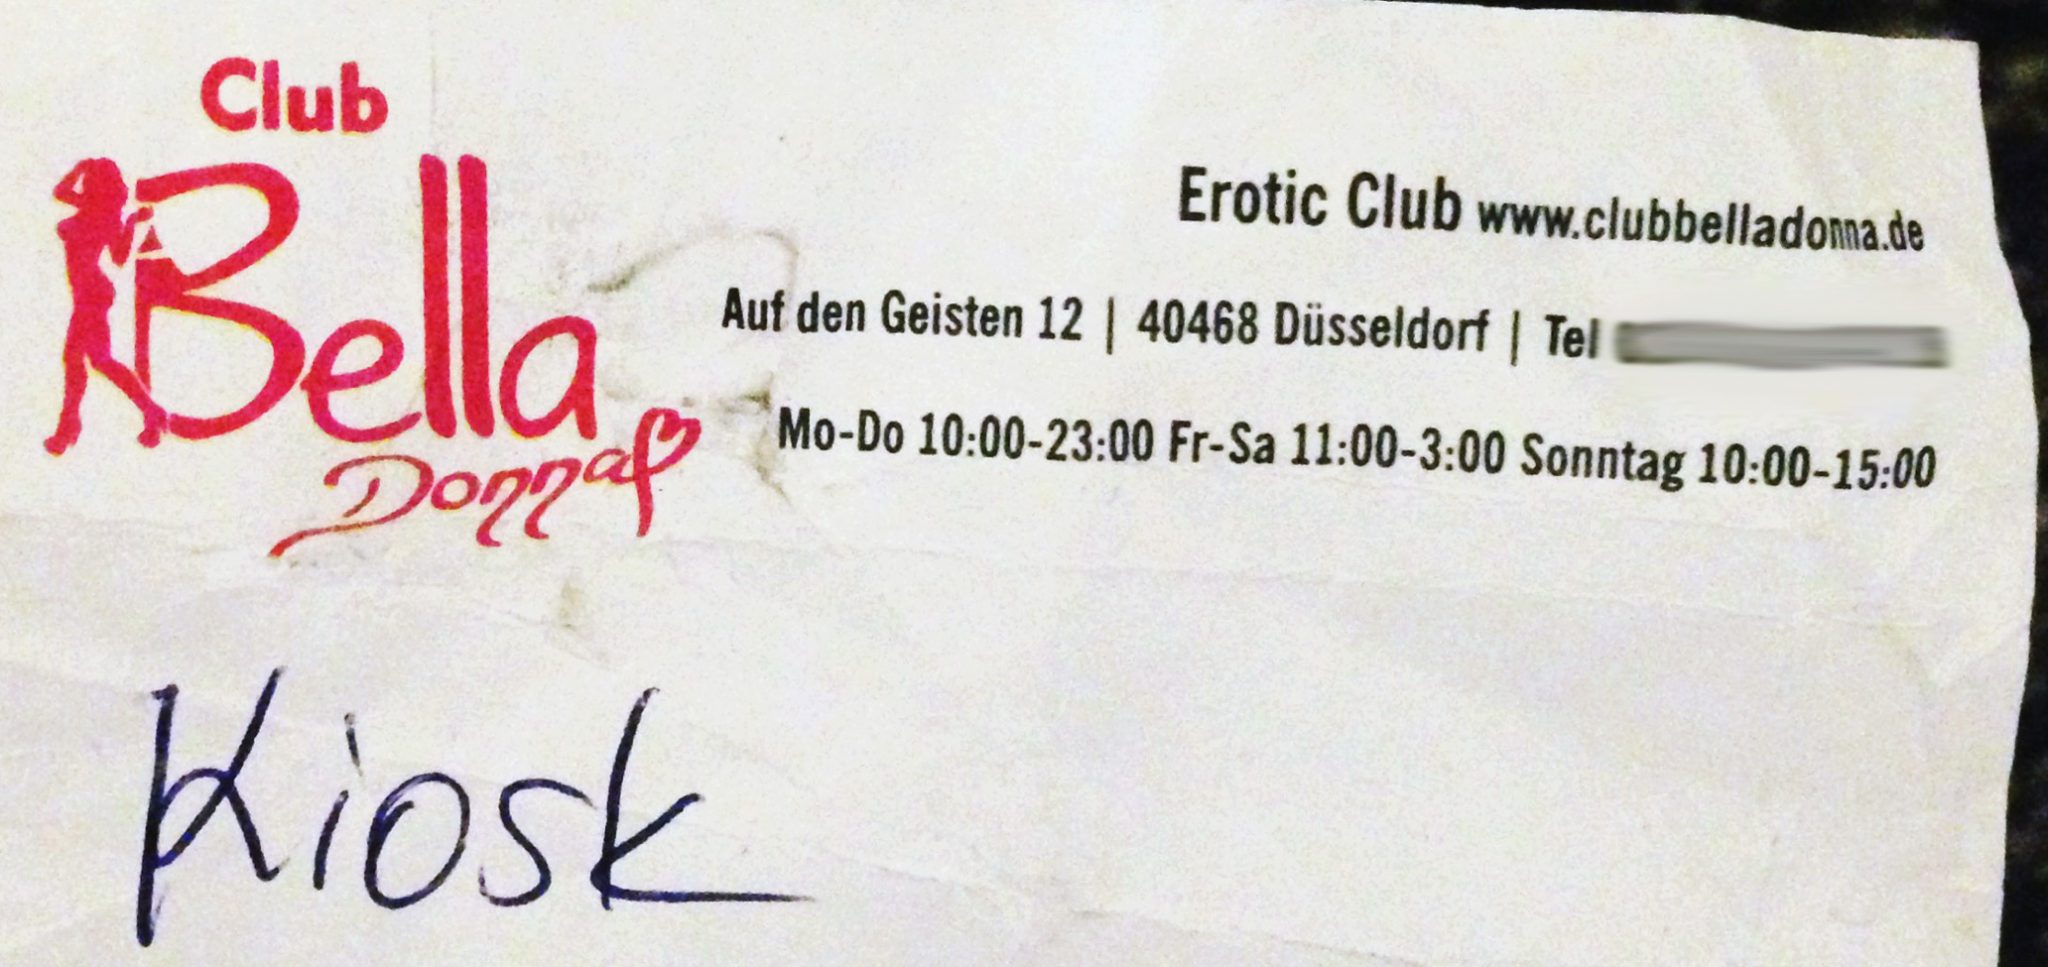 Club
Bella
Donna
Erotic Club www.clubbelladonna.de
Auf den Geisten 12 | 40468 Düsseldorf | Tel
Mo-Do 10:00-23:00 Fr-Sa 11:00-3:00 Sonntag 10:00-15:00
Kiosk